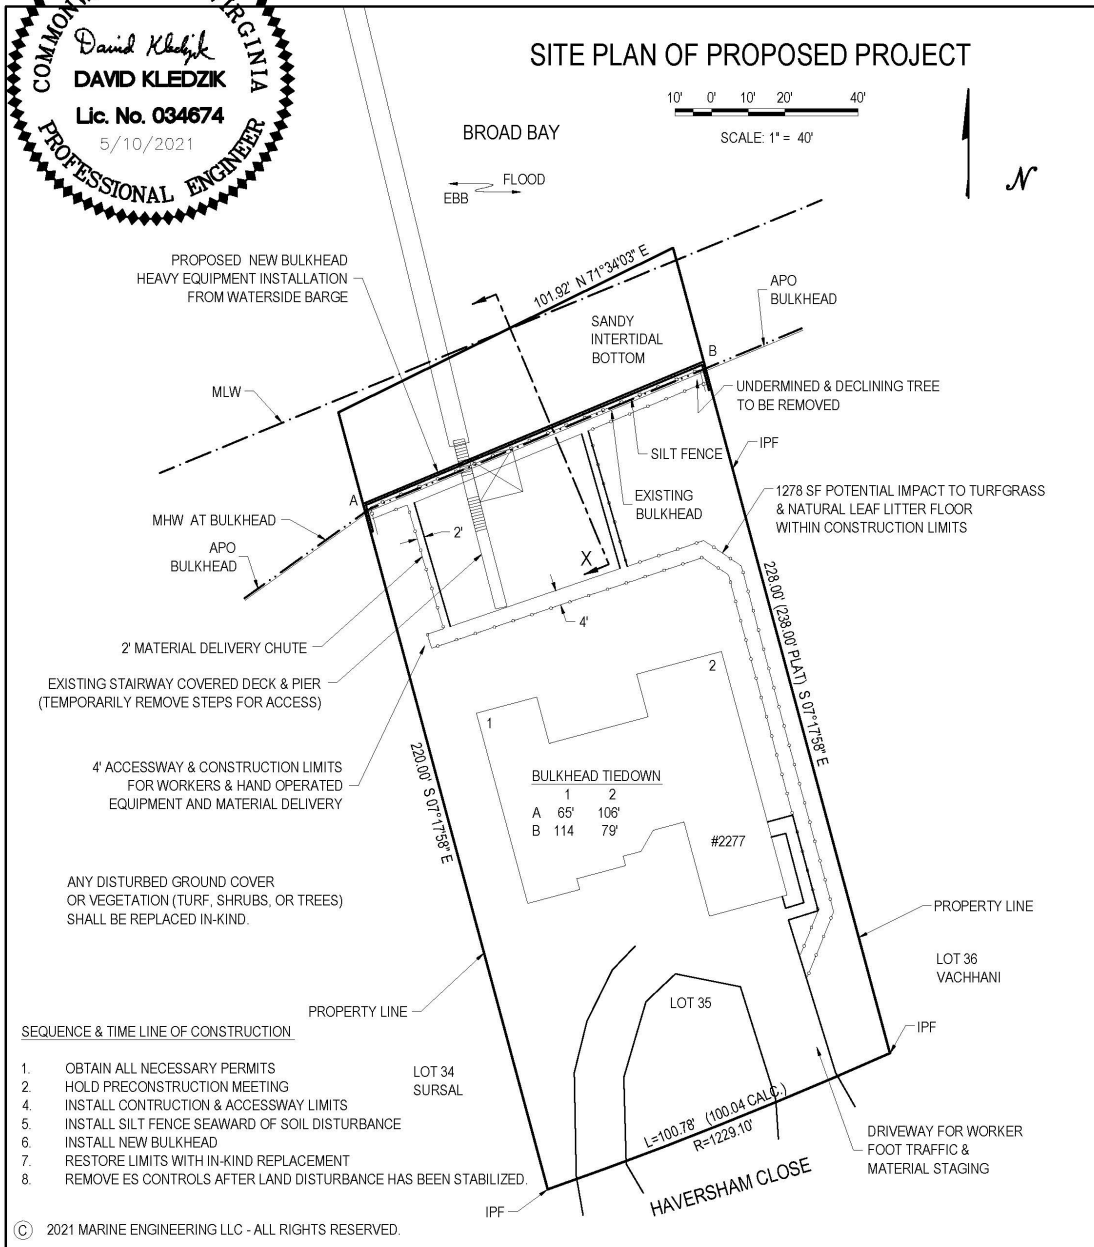 COMMON
VIRGINIA
David Kledzik
DAVID KLEDZIK
Lic. No. 034674
5/10/2021
PROFESSIONAL ENGINEER
SITE PLAN OF PROPOSED PROJECT
10' 0' 10' 20' 40'
SCALE: 1" = 40'
N
BROAD BAY
FLOOD
EBB
PROPOSED NEW BULKHEAD
HEAVY EQUIPMENT INSTALLATION
FROM WATERSIDE BARGE
101.92' N 71°34'03" E
SANDY
INTERTIDAL
BOTTOM
APO
BULKHEAD
B
MLW
UNDERMINED & DECLINING TREE
TO BE REMOVED
IPF
SILT FENCE
EXISTING
BULKHEAD
1278 SF POTENTIAL IMPACT TO TURFGRASS
& NATURAL LEAF LITTER FLOOR
WITHIN CONSTRUCTION LIMITS
A
MHW AT BULKHEAD
APO
BULKHEAD
2'
X
4'
228.00' (238.00' PLAT) S 07°17'58" E
2' MATERIAL DELIVERY CHUTE
EXISTING STAIRWAY COVERED DECK & PIER
(TEMPORARILY REMOVE STEPS FOR ACCESS)
2
1
220.00' S 07°17'58" E
4' ACCESSWAY & CONSTRUCTION LIMITS
FOR WORKERS & HAND OPERATED
EQUIPMENT AND MATERIAL DELIVERY
BULKHEAD TIEDOWN
1 2
A 65' 106'
B 114 79'
#2277
ANY DISTURBED GROUND COVER
OR VEGETATION (TURF, SHRUBS, OR TREES)
SHALL BE REPLACED IN-KIND.
PROPERTY LINE
LOT 36
VACHHANI
PROPERTY LINE
LOT 35
IPF
SEQUENCE & TIME LINE OF CONSTRUCTION
1. OBTAIN ALL NECESSARY PERMITS
2. HOLD PRECONSTRUCTION MEETING
4. INSTALL CONTRUCTION & ACCESSWAY LIMITS
5. INSTALL SILT FENCE SEAWARD OF SOIL DISTURBANCE
6. INSTALL NEW BULKHEAD
7. RESTORE LIMITS WITH IN-KIND REPLACEMENT
8. REMOVE ES CONTROLS AFTER LAND DISTURBANCE HAS BEEN STABILIZED.
LOT 34
SURSAL
L=100.78' (100.04 CALC.)
R=1229.10'
HAVERSHAM CLOSE
DRIVEWAY FOR WORKER
FOOT TRAFFIC &
MATERIAL STAGING
IPF
© 2021 MARINE ENGINEERING LLC - ALL RIGHTS RESERVED.